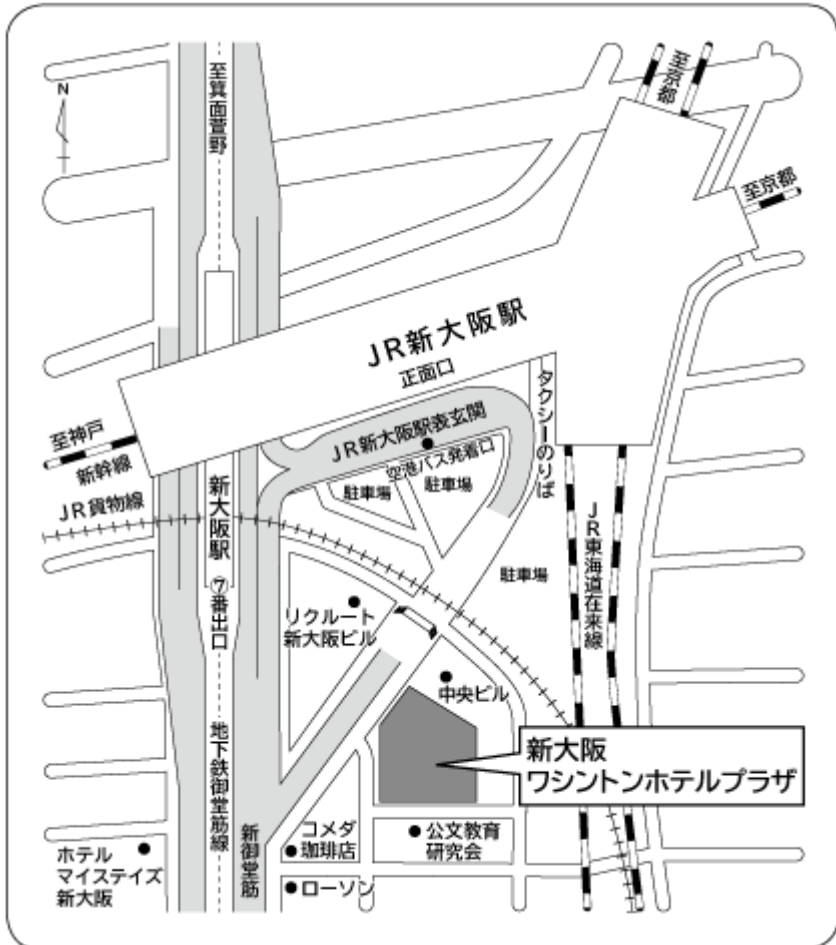 至箕面萱野
N
至京都
至京都
JR新大阪駅
正面口
タクシーのりば
至神戸
新幹線
JR貨物線
JR新大阪駅表玄関
空港バス発着口
駐車場
駐車場
新大阪駅
⑦番出口
駐車場
JR東海道在来線
リクルート
新大阪ビル
中央ビル
新大阪
ワシントンホテルプラザ
地下鉄御堂筋線
新御堂筋
コメダ
珈琲店
公文教育
研究会
ホテル
マイステイズ
新大阪
ローソン